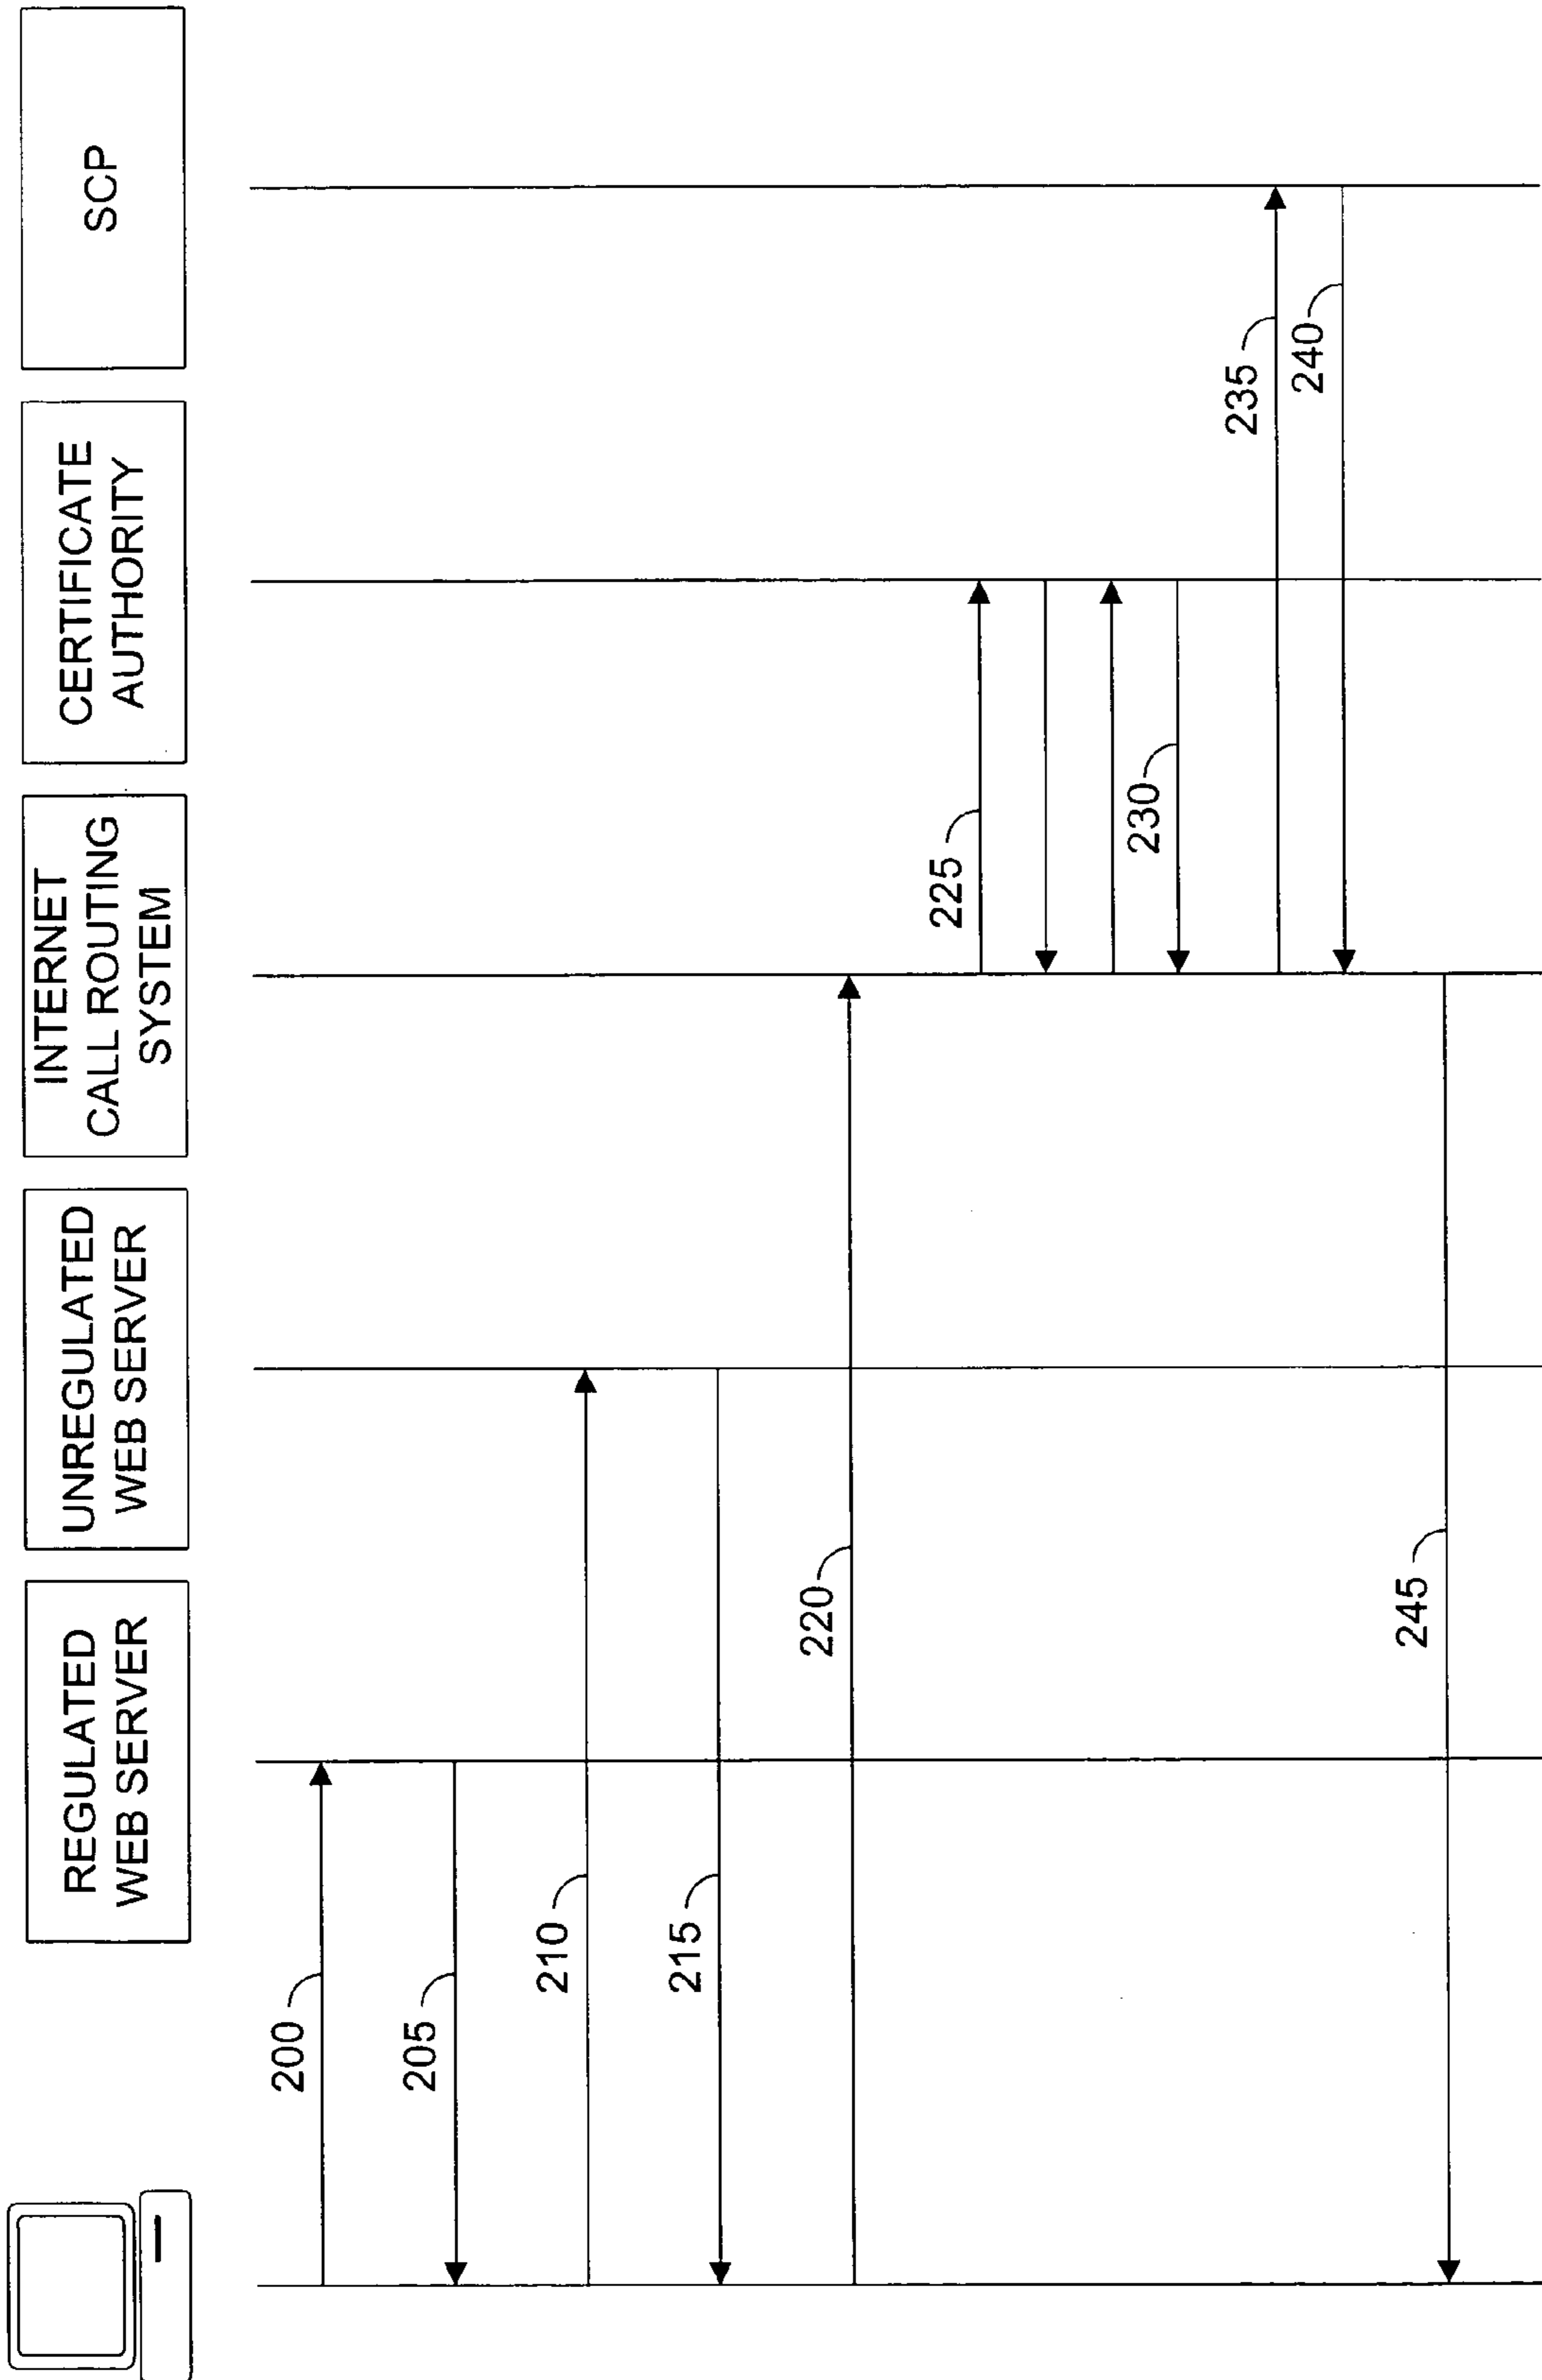 REGULATED
WEB SERVER
UNREGULATED
WEB SERVER
INTERNET
CALL ROUTING
SYSTEM
CERTIFICATE
AUTHORITY
SCP
200
205
210
215
220
225
230
235
240
245